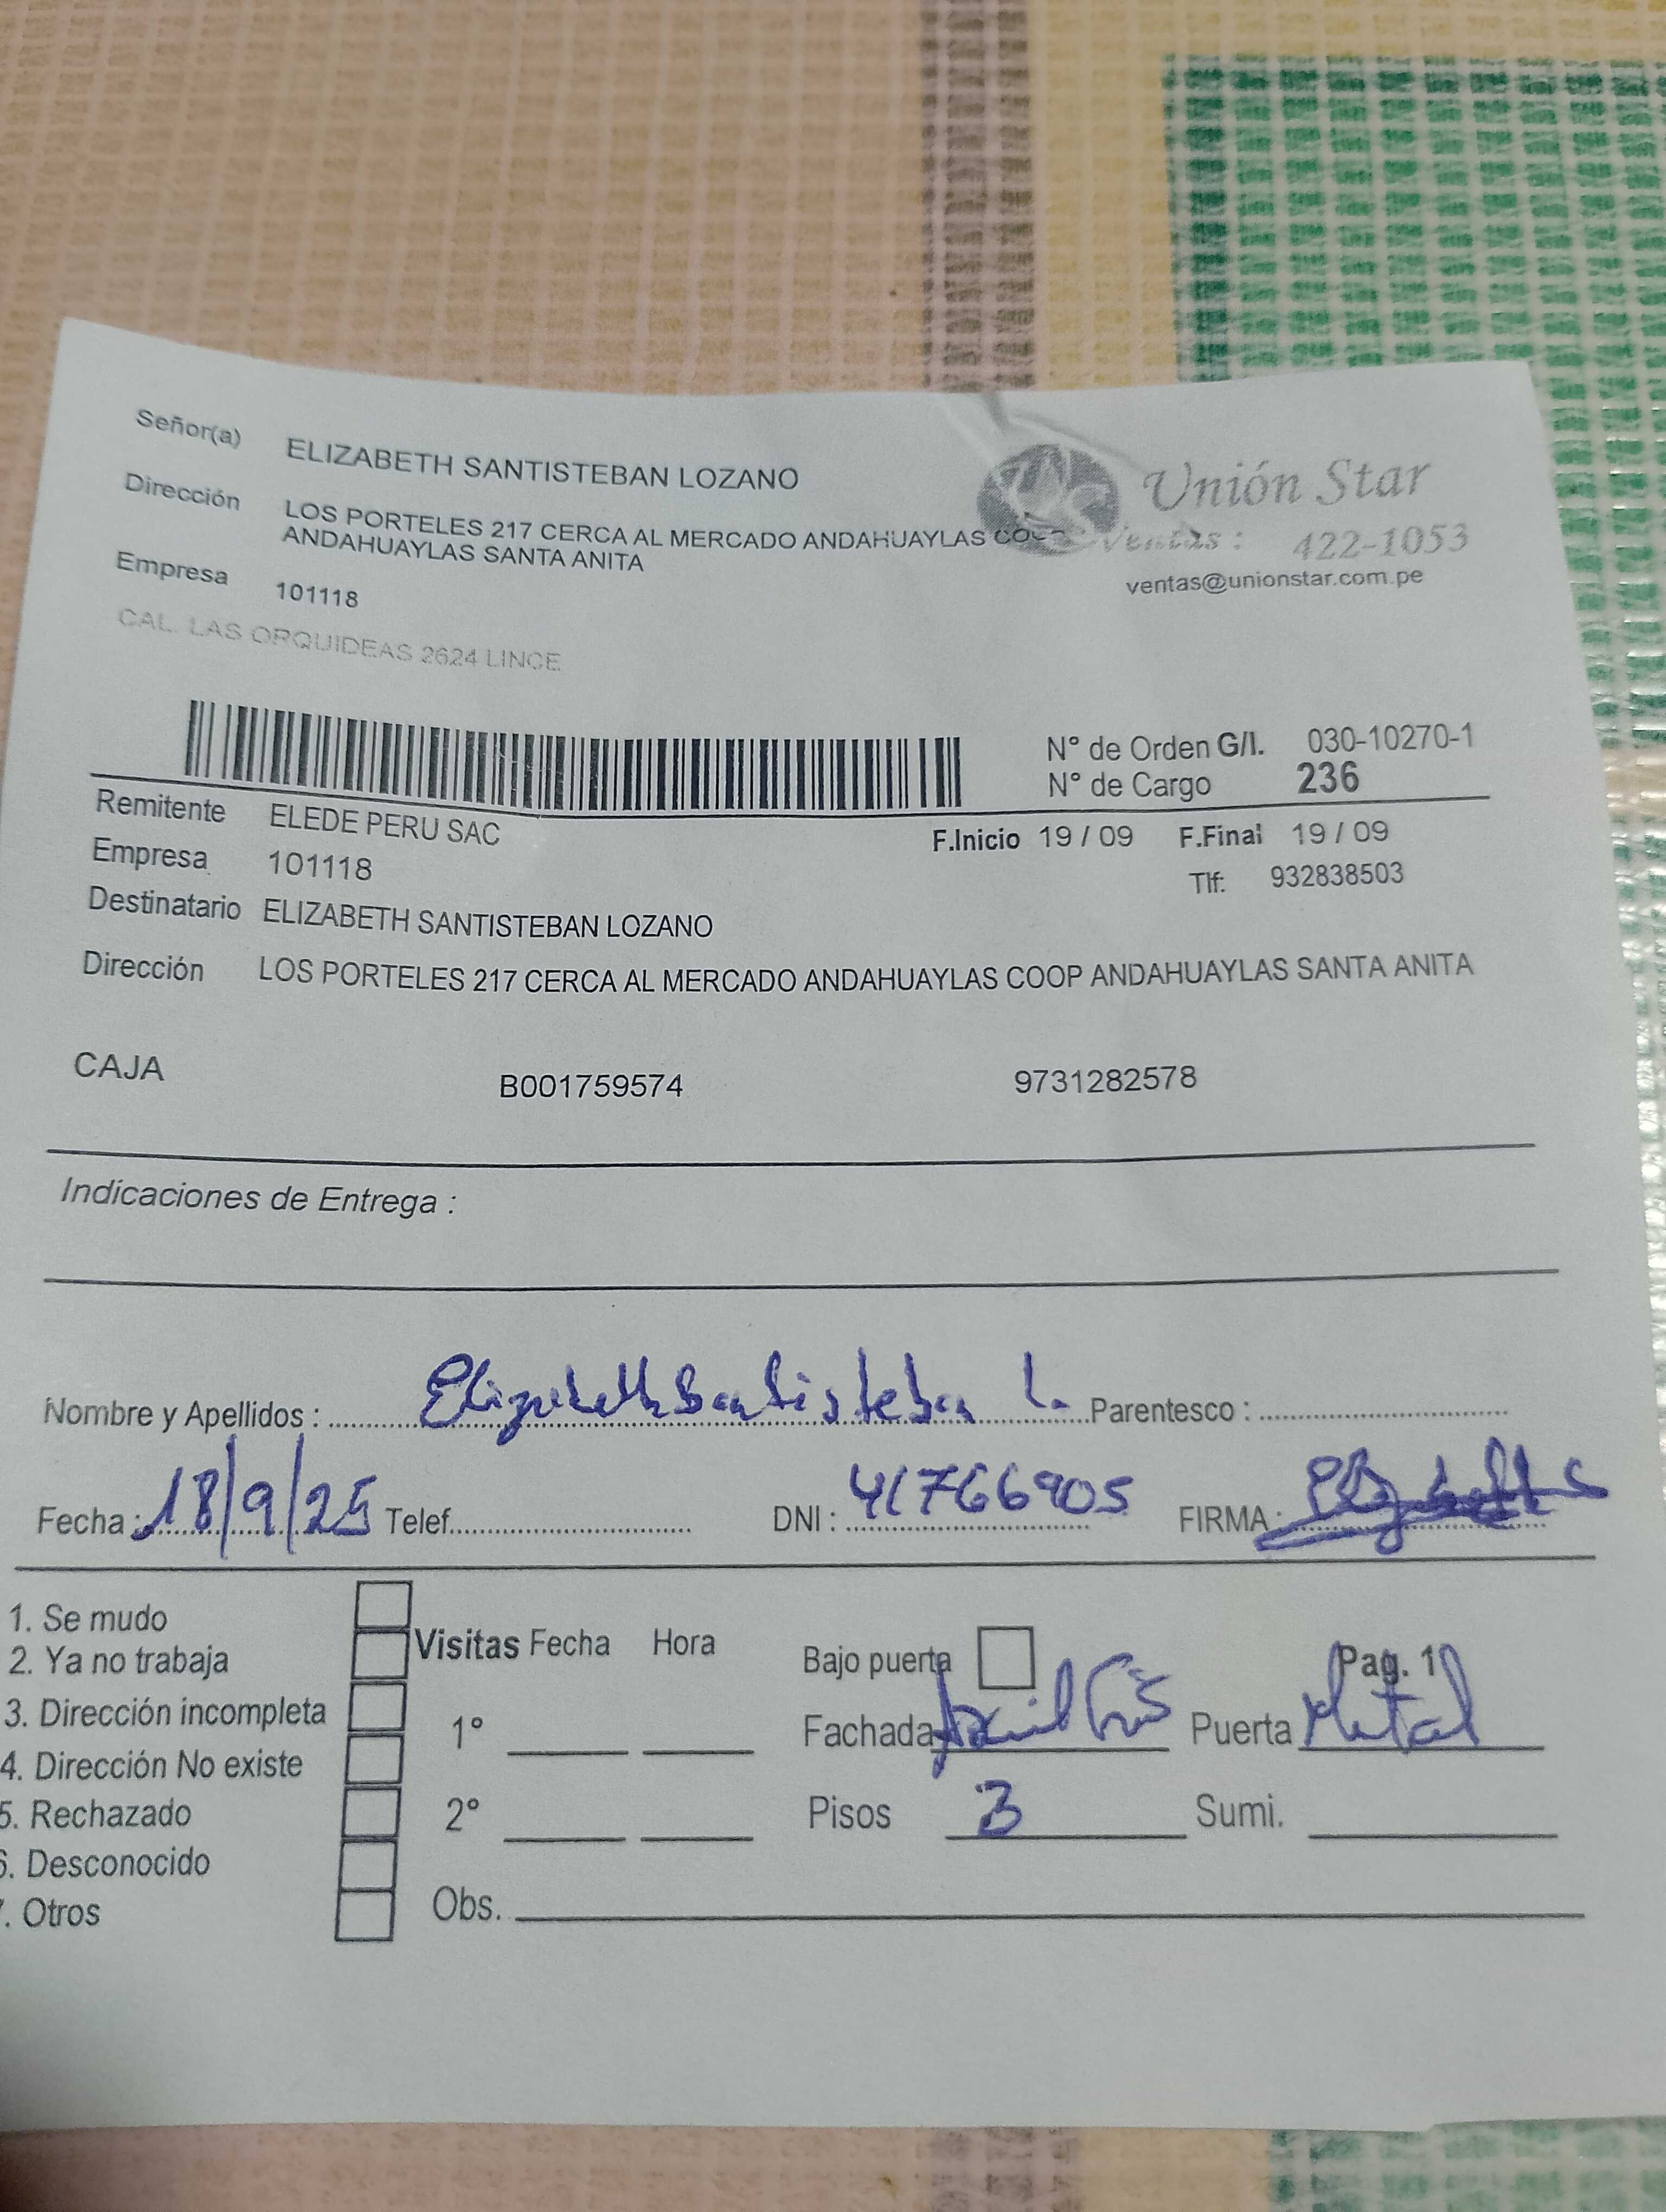 Señor(a) ELIZABETH SANTISTEBAN LOZANO
Unión Star
Dirección LOS PORTELES 217 CERCA AL MERCADO ANDAHUAYLAS COOP
ANDAHUAYLAS SANTA ANITA
Ventas : 422-1053
ventas@unionstar.com.pe
Empresa 101118
CAL. LAS ORQUIDEAS 2624 LINCE
N° de Orden G/I. 030-10270-1
N° de Cargo 236
Remitente ELEDE PERU SAC
F.Inicio 19 / 09 F.Final 19 / 09
Empresa 101118
Tlf: 932838503
Destinatario ELIZABETH SANTISTEBAN LOZANO
Dirección LOS PORTELES 217 CERCA AL MERCADO ANDAHUAYLAS COOP ANDAHUAYLAS SANTA ANITA
CAJA B001759574 9731282578
Indicaciones de Entrega :
Nombre y Apellidos : Elizabeth Santisteban L. Parentesco :
Fecha : 18/9/25 Telef. DNI : 41766905 FIRMA :
1. Se mudo
2. Ya no trabaja
3. Dirección incompleta
4. Dirección No existe
5. Rechazado
6. Desconocido
7. Otros
Visitas Fecha Hora
1°
2°
Obs.
Bajo puerta Pag. 1
Fachada Puerta Metal
Pisos 3 Sumi.